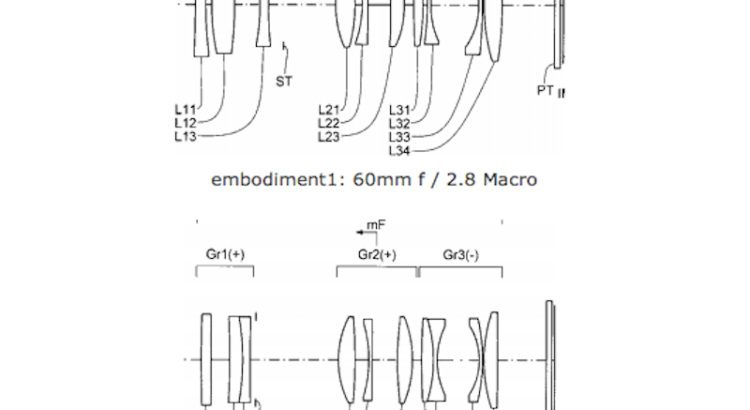 ST
L11
L12
L13
L21
L22
L23
L31
L32
L33
L34
PT
embodiment1: 60mm f / 2.8 Macro
mF
Gr1(+)
Gr2(+)
Gr3(-)